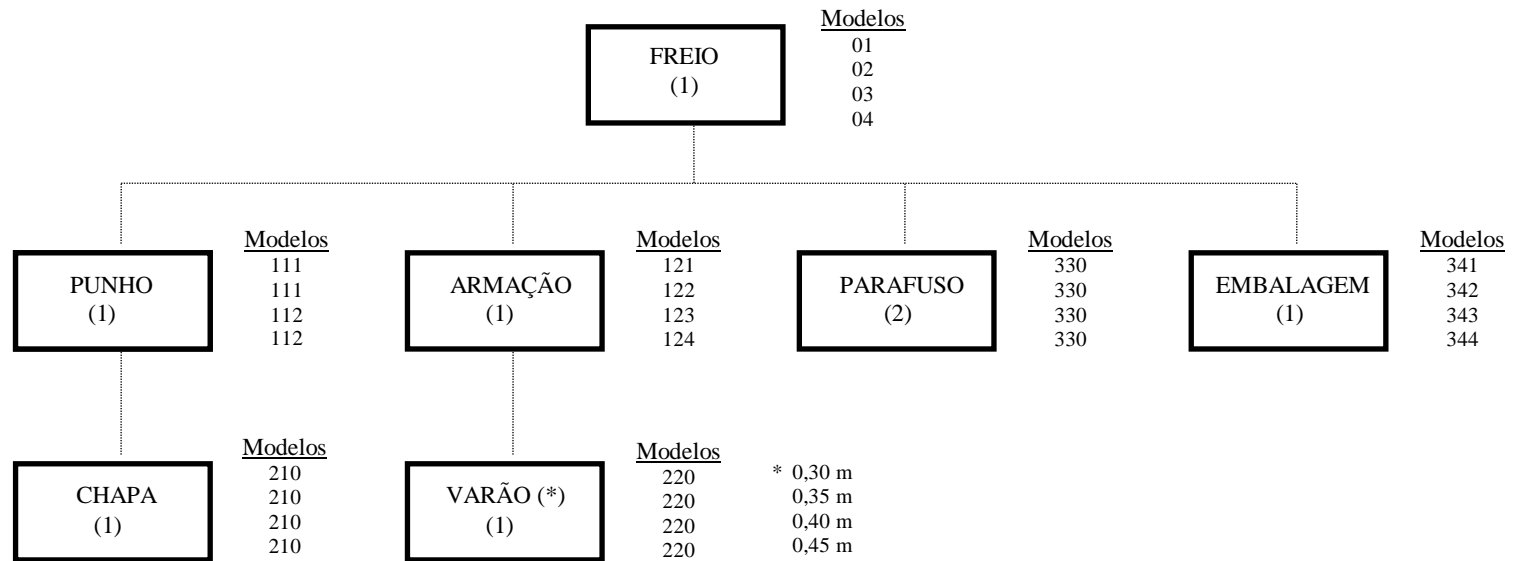 Modelos
FREIO
(1)
01
02
03
04
Modelos
PUNHO
(1)
111
111
112
112
Modelos
ARMAÇÃO
(1)
121
122
123
124
Modelos
PARAFUSO
(2)
330
330
330
330
Modelos
EMBALAGEM
(1)
341
342
343
344
Modelos
CHAPA
(1)
210
210
210
210
Modelos
VARÃO (*)
(1)
220 * 0,30 m
220 0,35 m
220 0,40 m
220 0,45 m